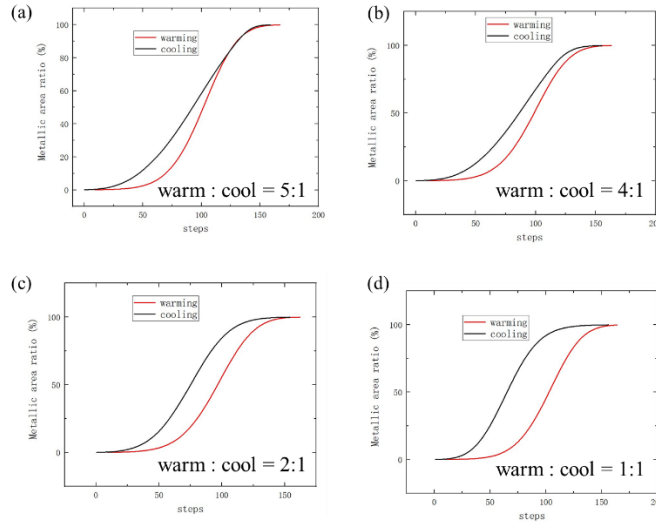 (a)
warming
cooling
Metallic area ratio (%)
100
80
60
40
20
0
0
50
100
150
200
steps
warm : cool = 5:1
(b)
warming
cooling
Metallic area ratio (%)
100
50
0
0
50
100
150
200
steps
warm : cool = 4:1
(c)
warming
cooling
Metallic area ratio (%)
100
50
0
0
50
100
150
steps
warm : cool = 2:1
(d)
warming
cooling
Metallic area ratio (%)
100
50
0
0
50
100
150
200
steps
warm : cool = 1:1